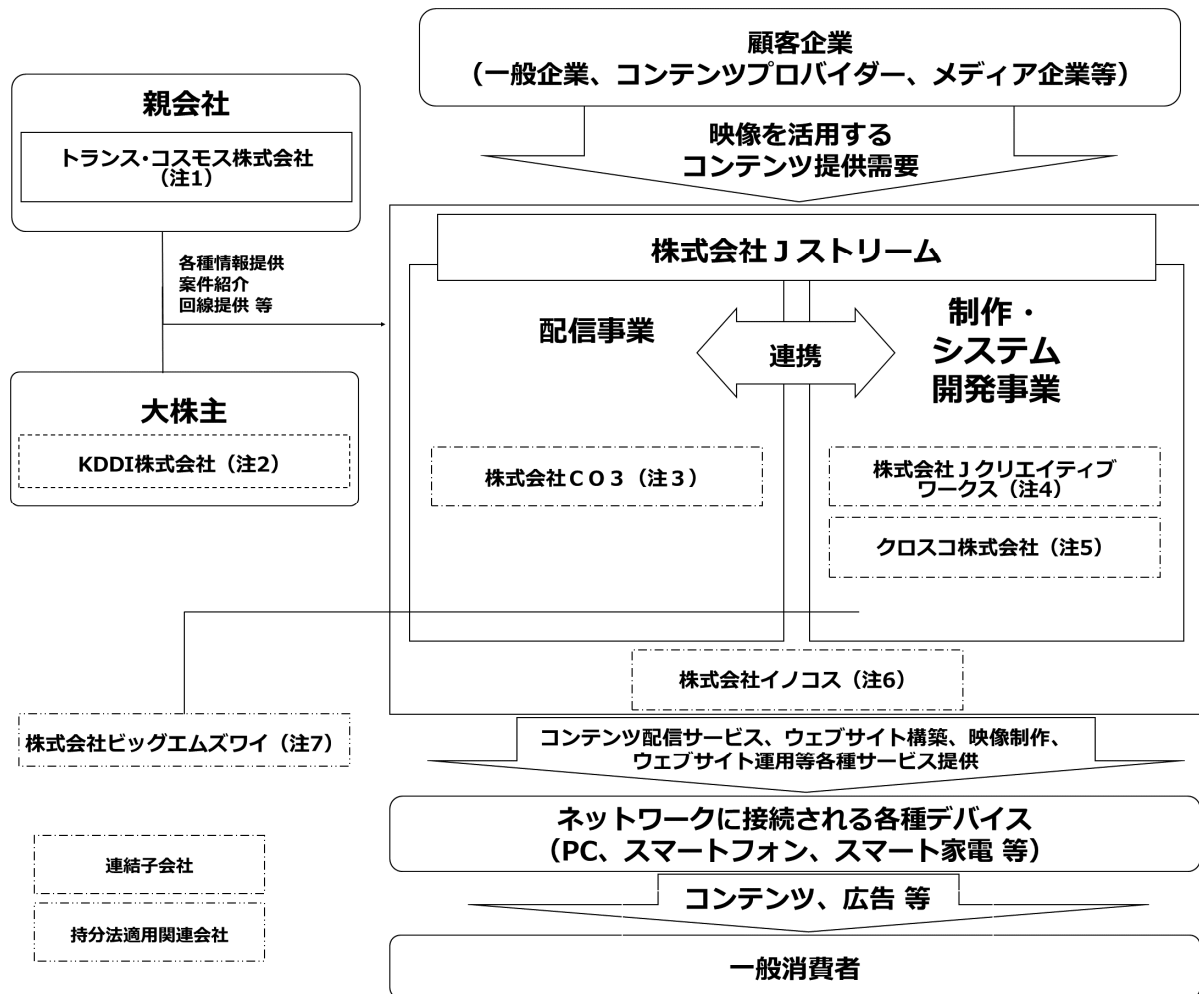 顧客企業
（一般企業、コンテンツプロバイダー、メディア企業等）
親会社
トランス・コスモス株式会社
（注1）
映像を活用する
コンテンツ提供需要
各種情報提供
案件紹介
回線提供 等
株式会社Ｊストリーム
配信事業
連携
制作・
システム
開発事業
大株主
KDDI株式会社（注2）
株式会社ＣＯ３（注３）
株式会社Ｊクリエイティブ
ワークス（注4）
クロスコ株式会社（注5）
株式会社イノコス（注6）
株式会社ビッグエムズワイ（注7）
コンテンツ配信サービス、ウェブサイト構築、映像制作、
ウェブサイト運用等各種サービス提供
ネットワークに接続される各種デバイス
（PC、スマートフォン、スマート家電 等）
連結子会社
持分法適用関連会社
コンテンツ、広告 等
一般消費者